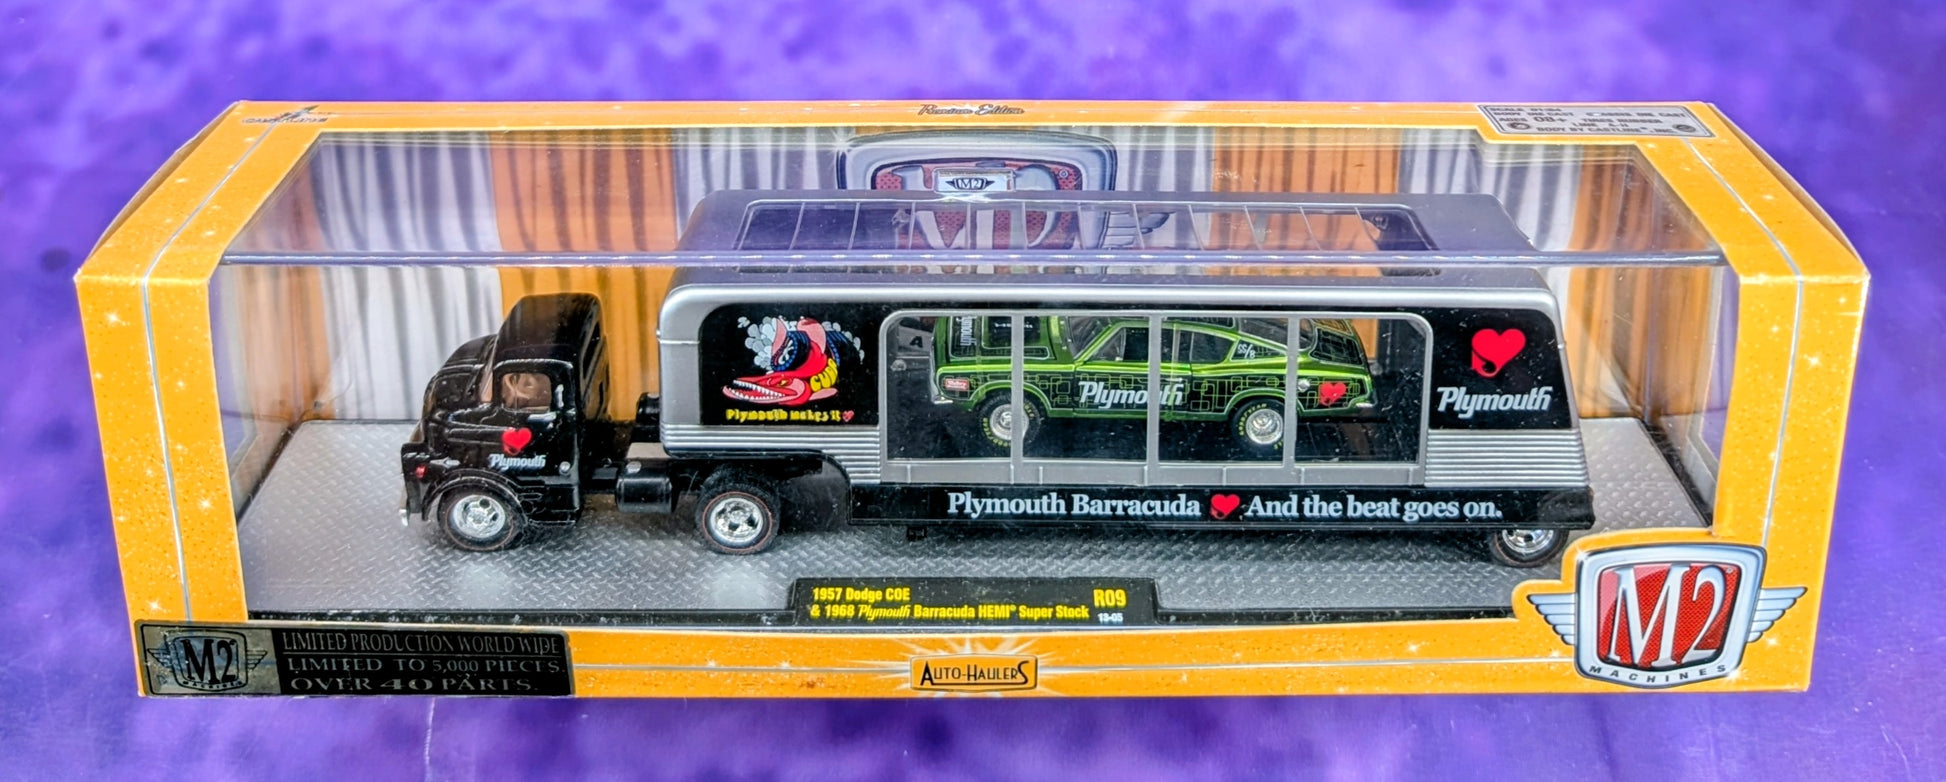 Premium Edition
M2
Plymouth makes it
Plymouth
SS/B
Plymouth
Plymouth
Plymouth Barracuda And the beat goes on.
1957 Dodge COE
& 1968 Plymouth Barracuda HEMI® Super Stock
R09
13-05
LIMITED PRODUCTION WORLD WIDE
LIMITED TO 5,000 PIECES.
OVER 40 PARTS.
M2
AUTO-HAULERS
M2
MACHINES